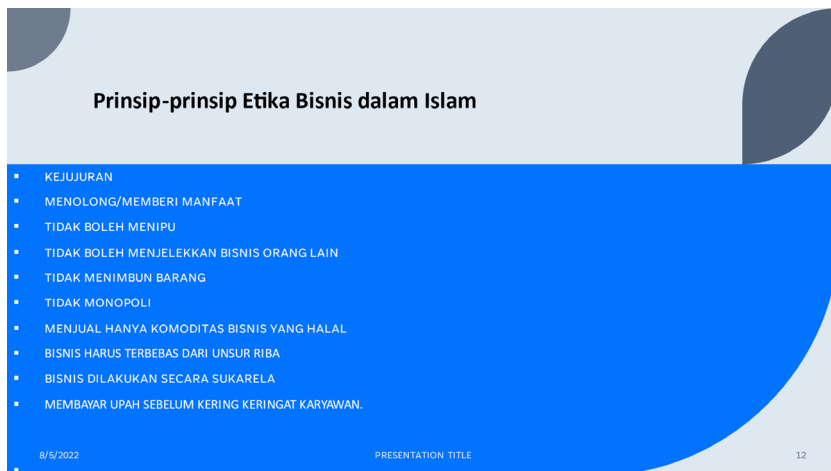 Prinsip-prinsip Etika Bisnis dalam Islam
KEJUJURAN
MENOLONG/MEMBERI MANFAAT
TIDAK BOLEH MENIPU
TIDAK BOLEH MENJELEKKAN BISNIS ORANG LAIN
TIDAK MENIMBUN BARANG
TIDAK MONOPOLI
MENJUAL HANYA KOMODITAS BISNIS YANG HALAL
BISNIS HARUS TERBEBAS DARI UNSUR RIBA
BISNIS DILAKUKAN SECARA SUKARELA
MEMBAYAR UPAH SEBELUM KERING KERINGAT KARYAWAN.
8/5/2022 PRESENTATION TITLE 12